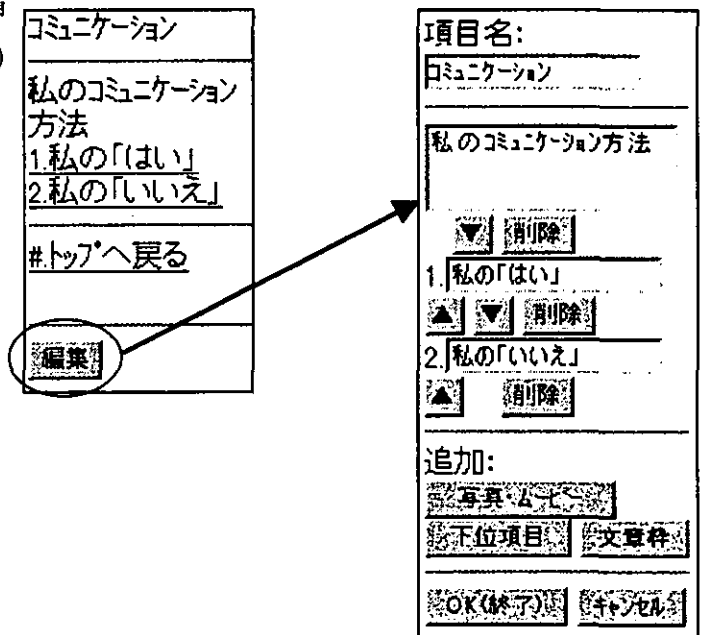 コミュニケーション
私のコミュニケーション
方法
1.私の「はい」
2.私の「いいえ」
#.トップへ戻る
編集
項目名:
コミュニケーション
私のコミュニケーション方法
▼ 削除
1. 私の「はい」
▲ ▼ 削除
2. 私の「いいえ」
▲ 削除
追加:
写真・ムービー
下位項目 文章枠
OK(終了) キャンセル